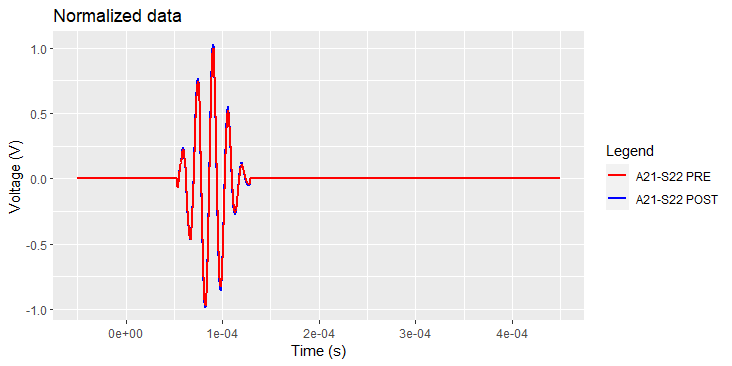 Normalized data
Voltage (V)
1.0
0.5
0.0
-0.5
-1.0
0e+00 1e-04 2e-04 3e-04 4e-04
Time (s)
Legend
A21-S22 PRE
A21-S22 POST